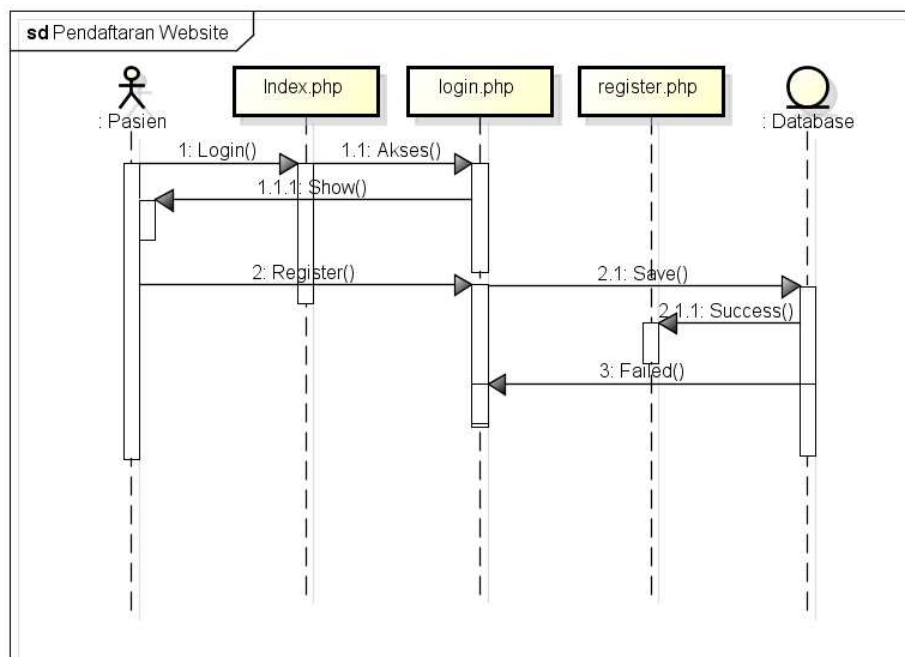 sd Pendaftaran Website
Index.php
login.php
register.php
: Pasien
: Database
1: Login()
1.1: Akses()
1.1.1: Show()
2: Register()
2.1: Save()
2.1.1: Success()
3: Failed()